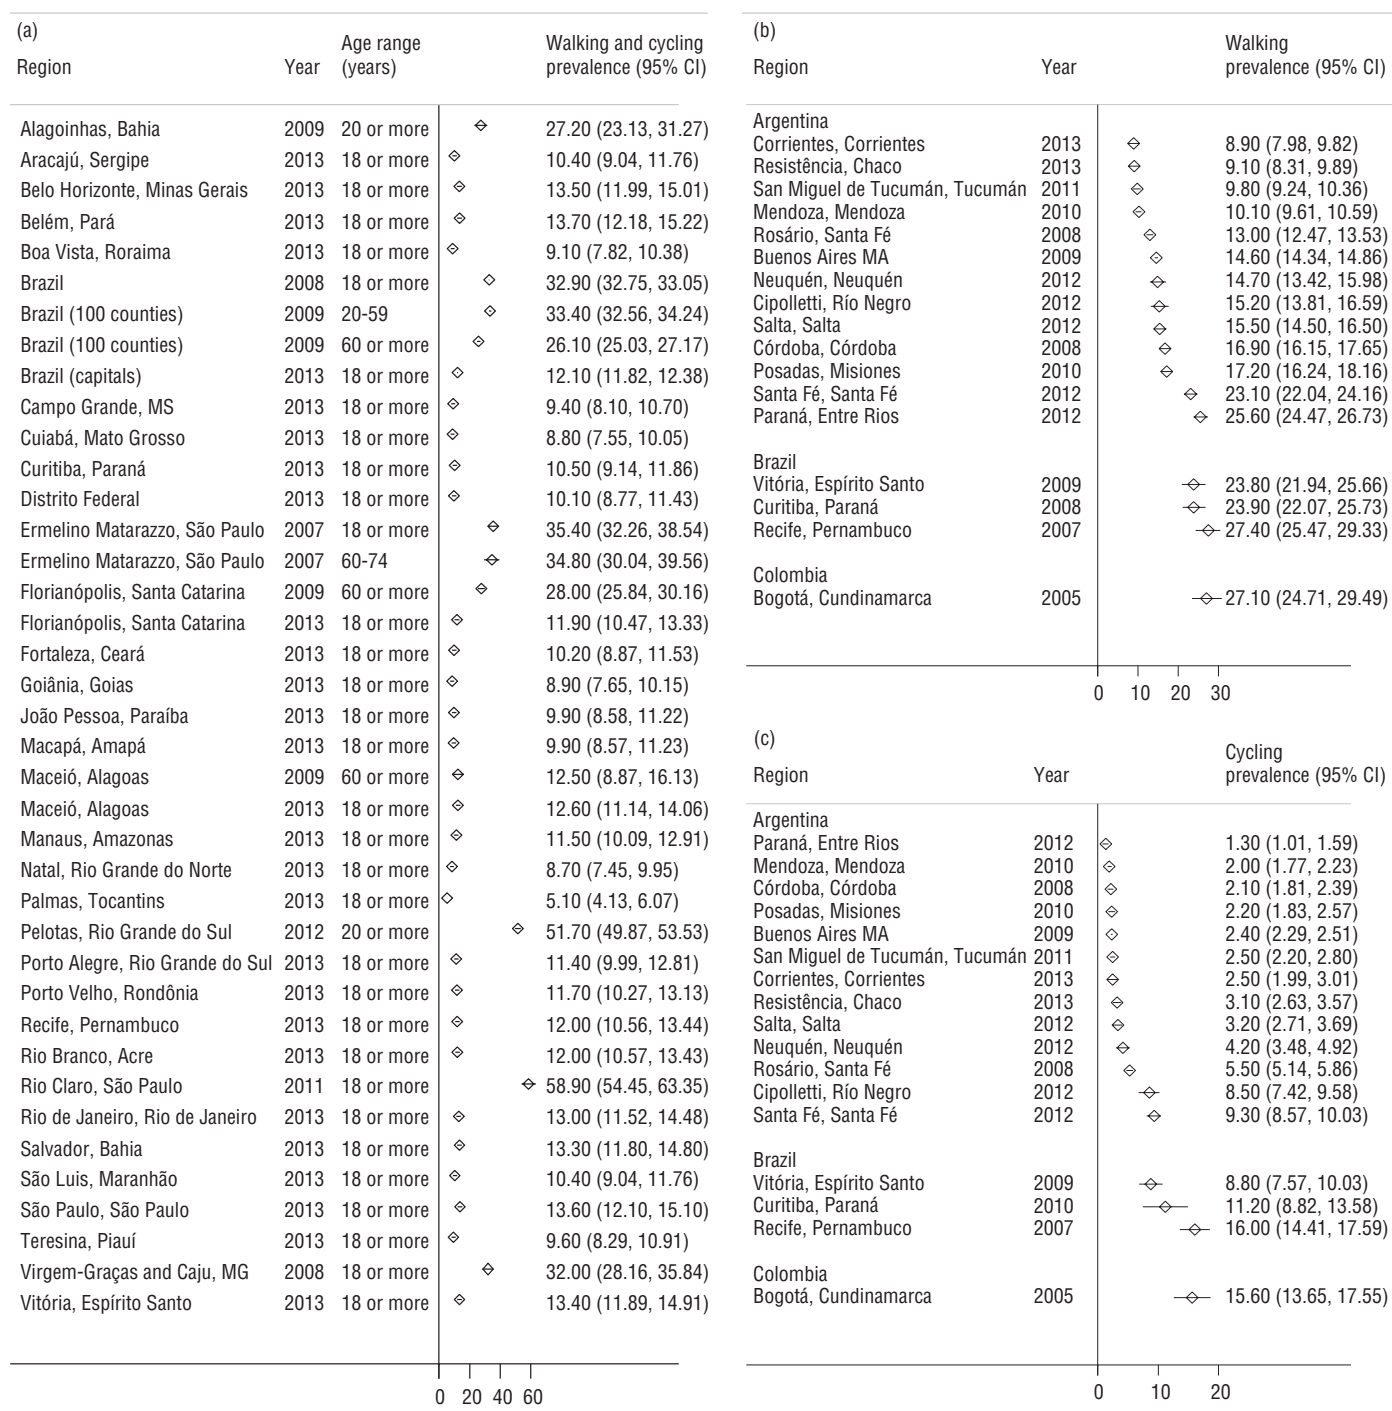 (a)
Region Year Age range (years) Walking and cycling prevalence (95% CI)
Alagoinhas, Bahia 2009 20 or more 27.20 (23.13, 31.27)
Aracajú, Sergipe 2013 18 or more 10.40 (9.04, 11.76)
Belo Horizonte, Minas Gerais 2013 18 or more 13.50 (11.99, 15.01)
Belém, Pará 2013 18 or more 13.70 (12.18, 15.22)
Boa Vista, Roraima 2013 18 or more 9.10 (7.82, 10.38)
Brazil 2008 18 or more 32.90 (32.75, 33.05)
Brazil (100 counties) 2009 20-59 33.40 (32.56, 34.24)
Brazil (100 counties) 2009 60 or more 26.10 (25.03, 27.17)
Brazil (capitals) 2013 18 or more 12.10 (11.82, 12.38)
Campo Grande, MS 2013 18 or more 9.40 (8.10, 10.70)
Cuiabá, Mato Grosso 2013 18 or more 8.80 (7.55, 10.05)
Curitiba, Paraná 2013 18 or more 10.50 (9.14, 11.86)
Distrito Federal 2013 18 or more 10.10 (8.77, 11.43)
Ermelino Matarazzo, São Paulo 2007 18 or more 35.40 (32.26, 38.54)
Ermelino Matarazzo, São Paulo 2007 60-74 34.80 (30.04, 39.56)
Florianópolis, Santa Catarina 2009 60 or more 28.00 (25.84, 30.16)
Florianópolis, Santa Catarina 2013 18 or more 11.90 (10.47, 13.33)
Fortaleza, Ceará 2013 18 or more 10.20 (8.87, 11.53)
Goiânia, Goias 2013 18 or more 8.90 (7.65, 10.15)
João Pessoa, Paraíba 2013 18 or more 9.90 (8.58, 11.22)
Macapá, Amapá 2013 18 or more 9.90 (8.57, 11.23)
Maceió, Alagoas 2009 60 or more 12.50 (8.87, 16.13)
Maceió, Alagoas 2013 18 or more 12.60 (11.14, 14.06)
Manaus, Amazonas 2013 18 or more 11.50 (10.09, 12.91)
Natal, Rio Grande do Norte 2013 18 or more 8.70 (7.45, 9.95)
Palmas, Tocantins 2013 18 or more 5.10 (4.13, 6.07)
Pelotas, Rio Grande do Sul 2012 20 or more 51.70 (49.87, 53.53)
Porto Alegre, Rio Grande do Sul 2013 18 or more 11.40 (9.99, 12.81)
Porto Velho, Rondônia 2013 18 or more 11.70 (10.27, 13.13)
Recife, Pernambuco 2013 18 or more 12.00 (10.56, 13.44)
Rio Branco, Acre 2013 18 or more 12.00 (10.57, 13.43)
Rio Claro, São Paulo 2011 18 or more 58.90 (54.45, 63.35)
Rio de Janeiro, Rio de Janeiro 2013 18 or more 13.00 (11.52, 14.48)
Salvador, Bahia 2013 18 or more 13.30 (11.80, 14.80)
São Luis, Maranhão 2013 18 or more 10.40 (9.04, 11.76)
São Paulo, São Paulo 2013 18 or more 13.60 (12.10, 15.10)
Teresina, Piauí 2013 18 or more 9.60 (8.29, 10.91)
Virgem-Graças and Caju, MG 2008 18 or more 32.00 (28.16, 35.84)
Vitória, Espírito Santo 2013 18 or more 13.40 (11.89, 14.91)
0 20 40 60
(b)
Region Year Walking prevalence (95% CI)
Argentina
Corrientes, Corrientes 2013 8.90 (7.98, 9.82)
Resistência, Chaco 2013 9.10 (8.31, 9.89)
San Miguel de Tucumán, Tucumán 2011 9.80 (9.24, 10.36)
Mendoza, Mendoza 2010 10.10 (9.61, 10.59)
Rosário, Santa Fé 2008 13.00 (12.47, 13.53)
Buenos Aires MA 2009 14.60 (14.34, 14.86)
Neuquén, Neuquén 2012 14.70 (13.42, 15.98)
Cipolletti, Río Negro 2012 15.20 (13.81, 16.59)
Salta, Salta 2012 15.50 (14.50, 16.50)
Córdoba, Córdoba 2008 16.90 (16.15, 17.65)
Posadas, Misiones 2010 17.20 (16.24, 18.16)
Santa Fé, Santa Fé 2012 23.10 (22.04, 24.16)
Paraná, Entre Rios 2012 25.60 (24.47, 26.73)
Brazil
Vitória, Espírito Santo 2009 23.80 (21.94, 25.66)
Curitiba, Paraná 2008 23.90 (22.07, 25.73)
Recife, Pernambuco 2007 27.40 (25.47, 29.33)
Colombia
Bogotá, Cundinamarca 2005 27.10 (24.71, 29.49)
0 10 20 30
(c)
Region Year Cycling prevalence (95% CI)
Argentina
Paraná, Entre Rios 2012 1.30 (1.01, 1.59)
Mendoza, Mendoza 2010 2.00 (1.77, 2.23)
Córdoba, Córdoba 2008 2.10 (1.81, 2.39)
Posadas, Misiones 2010 2.20 (1.83, 2.57)
Buenos Aires MA 2009 2.40 (2.29, 2.51)
San Miguel de Tucumán, Tucumán 2011 2.50 (2.20, 2.80)
Corrientes, Corrientes 2013 2.50 (1.99, 3.01)
Resistência, Chaco 2013 3.10 (2.63, 3.57)
Salta, Salta 2012 3.20 (2.71, 3.69)
Neuquén, Neuquén 2012 4.20 (3.48, 4.92)
Rosário, Santa Fé 2008 5.50 (5.14, 5.86)
Cipolletti, Río Negro 2012 8.50 (7.42, 9.58)
Santa Fé, Santa Fé 2012 9.30 (8.57, 10.03)
Brazil
Vitória, Espírito Santo 2009 8.80 (7.57, 10.03)
Curitiba, Paraná 2010 11.20 (8.82, 13.58)
Recife, Pernambuco 2007 16.00 (14.41, 17.59)
Colombia
Bogotá, Cundinamarca 2005 15.60 (13.65, 17.55)
0 10 20